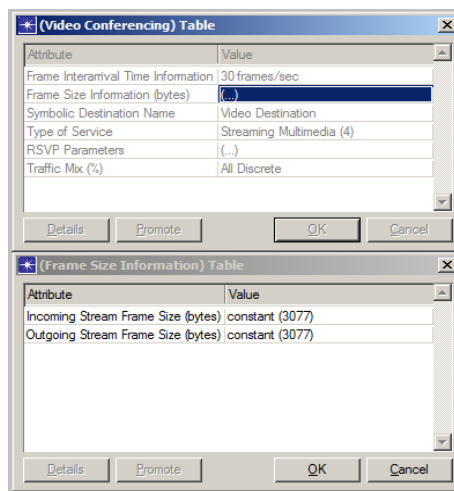 (Video Conferencing) Table
Attribute Value
Frame Interarrival Time Information 30 frames/sec
Frame Size Information (bytes) (...)
Symbolic Destination Name Video Destination
Type of Service Streaming Multimedia (4)
RSVP Parameters (...)
Traffic Mix (%) All Discrete
Details Promote OK Cancel
(Frame Size Information) Table
Attribute Value
Incoming Stream Frame Size (bytes) constant (3077)
Outgoing Stream Frame Size (bytes) constant (3077)
Details Promote OK Cancel